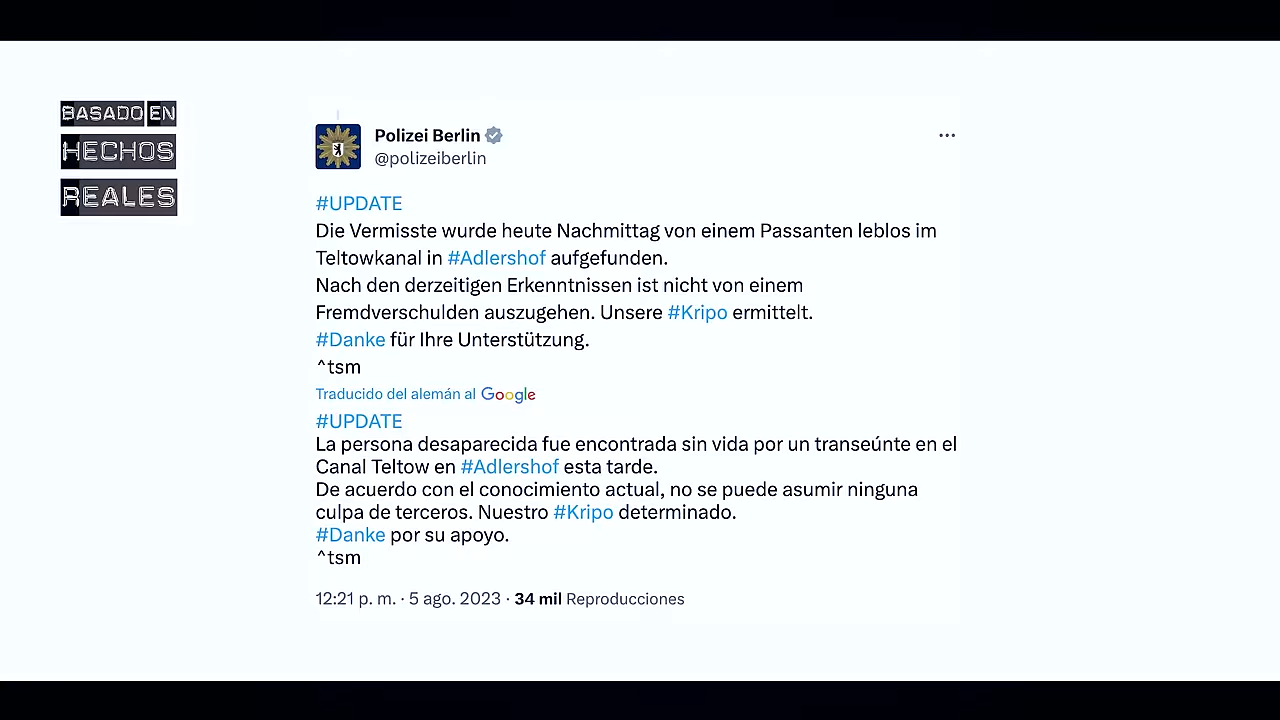 BASADO EN
HECHOS
REALES
Polizei Berlin
@polizeiberlin
#UPDATE
Die Vermisste wurde heute Nachmittag von einem Passanten leblos im
Teltowkanal in #Adlershof aufgefunden.
Nach den derzeitigen Erkenntnissen ist nicht von einem
Fremdverschulden auszugehen. Unsere #Kripo ermittelt.
#Danke für Ihre Unterstützung.
^tsm
Traducido del alemán al Google
#UPDATE
La persona desaparecida fue encontrada sin vida por un transeúnte en el
Canal Teltow en #Adlershof esta tarde.
De acuerdo con el conocimiento actual, no se puede asumir ninguna
culpa de terceros. Nuestro #Kripo determinado.
#Danke por su apoyo.
^tsm
12:21 p. m. · 5 ago. 2023 · 34 mil Reproducciones